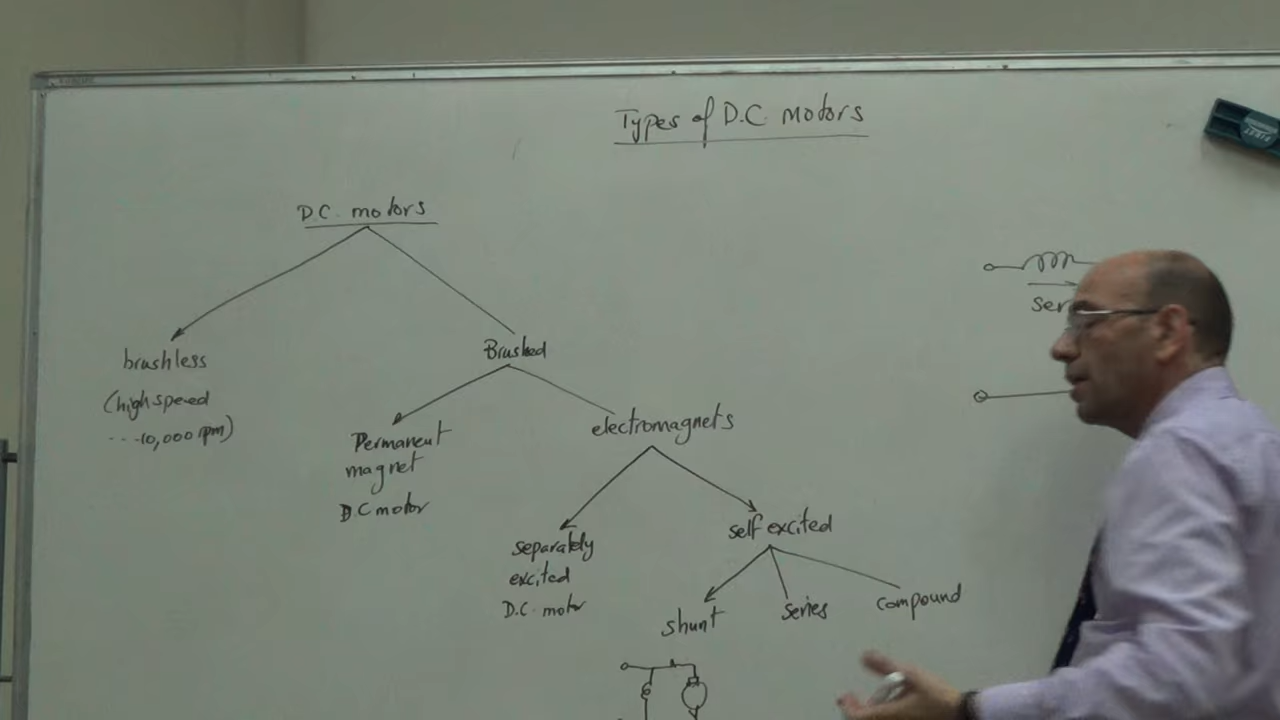 Types of D.C motors
D.C. motors
brushless
(high speed
---10,000 rpm)
Brushed
Permanent
magnet
D.C motor
electromagnets
separately
excited
D.C. motor
self excited
shunt
series
compound